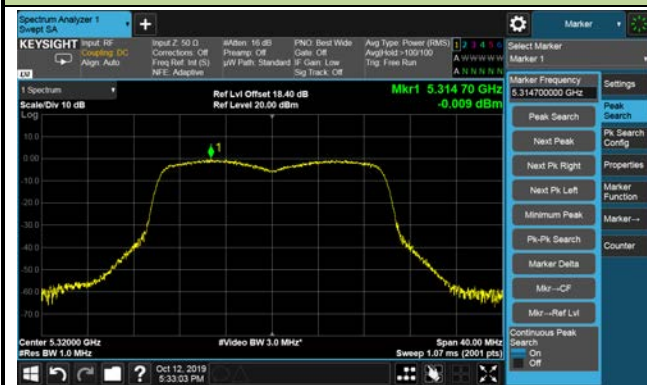 Spectrum Analyzer 1
Swept SA
+
Marker
KEYSIGHT
Input: RF
Coupling: DC
Align: Auto
Input Z: 50 Ω
Corrections: Off
Freq Ref: Int (S)
NFE: Adaptive
#Atten: 16 dB
Preamp: Off
µW Path: Standard
PNO: Best Wide
Gate: Off
IF Gain: Low
Sig Track: Off
Avg Type: Power (RMS)
Avg|Hold:>100/100
Trig: Free Run
1 2 3 4 5 6
A W W W W W
A N N N N N
LXI
Select Marker
Marker 1
1 Spectrum
Scale/Div 10 dB
Log
Ref Lvl Offset 18.40 dB
Ref Level 20.00 dBm
Mkr1 5.314 70 GHz
-0.009 dBm
1
10.0
0.00
-10.0
-20.0
-30.0
-40.0
-50.0
-60.0
-70.0
Center 5.32000 GHz
#Res BW 1.0 MHz
#Video BW 3.0 MHz*
Span 40.00 MHz
Sweep 1.07 ms (2001 pts)
Marker Frequency
5.314700000 GHz
Peak Search
Next Peak
Next Pk Right
Next Pk Left
Minimum Peak
Pk-Pk Search
Marker Delta
Mkr→CF
Mkr→Ref Lvl
Continuous Peak
Search
On
Off
Settings
Peak
Search
Pk Search
Config
Properties
Marker
Function
Marker→
Counter
?
Oct 12, 2019
5:33:03 PM